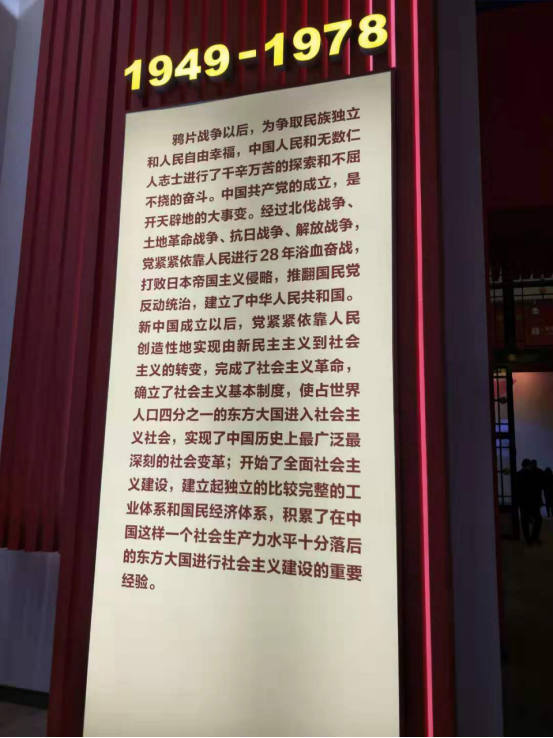 1949-1978
鸦片战争以后，为争取民族独立
和人民自由幸福，中国人民和无数仁
人志士进行了千辛万苦的探索和不屈
不挠的奋斗。中国共产党的成立，是
开天辟地的大事变。经过北伐战争、
土地革命战争、抗日战争、解放战争，
党紧紧依靠人民进行28年浴血奋战，
打败日本帝国主义侵略，推翻国民党
反动统治，建立了中华人民共和国。
新中国成立以后，党紧紧依靠人民
创造性地实现由新民主主义到社会
主义的转变，完成了社会主义革命，
确立了社会主义基本制度，使占世界
人口四分之一的东方大国进入社会主
义社会，实现了中国历史上最广泛最
深刻的社会变革；开始了全面社会主
义建设，建立起独立的比较完整的工
业体系和国民经济体系，积累了在中
国这样一个社会生产力水平十分落后
的东方大国进行社会主义建设的重要
经验。